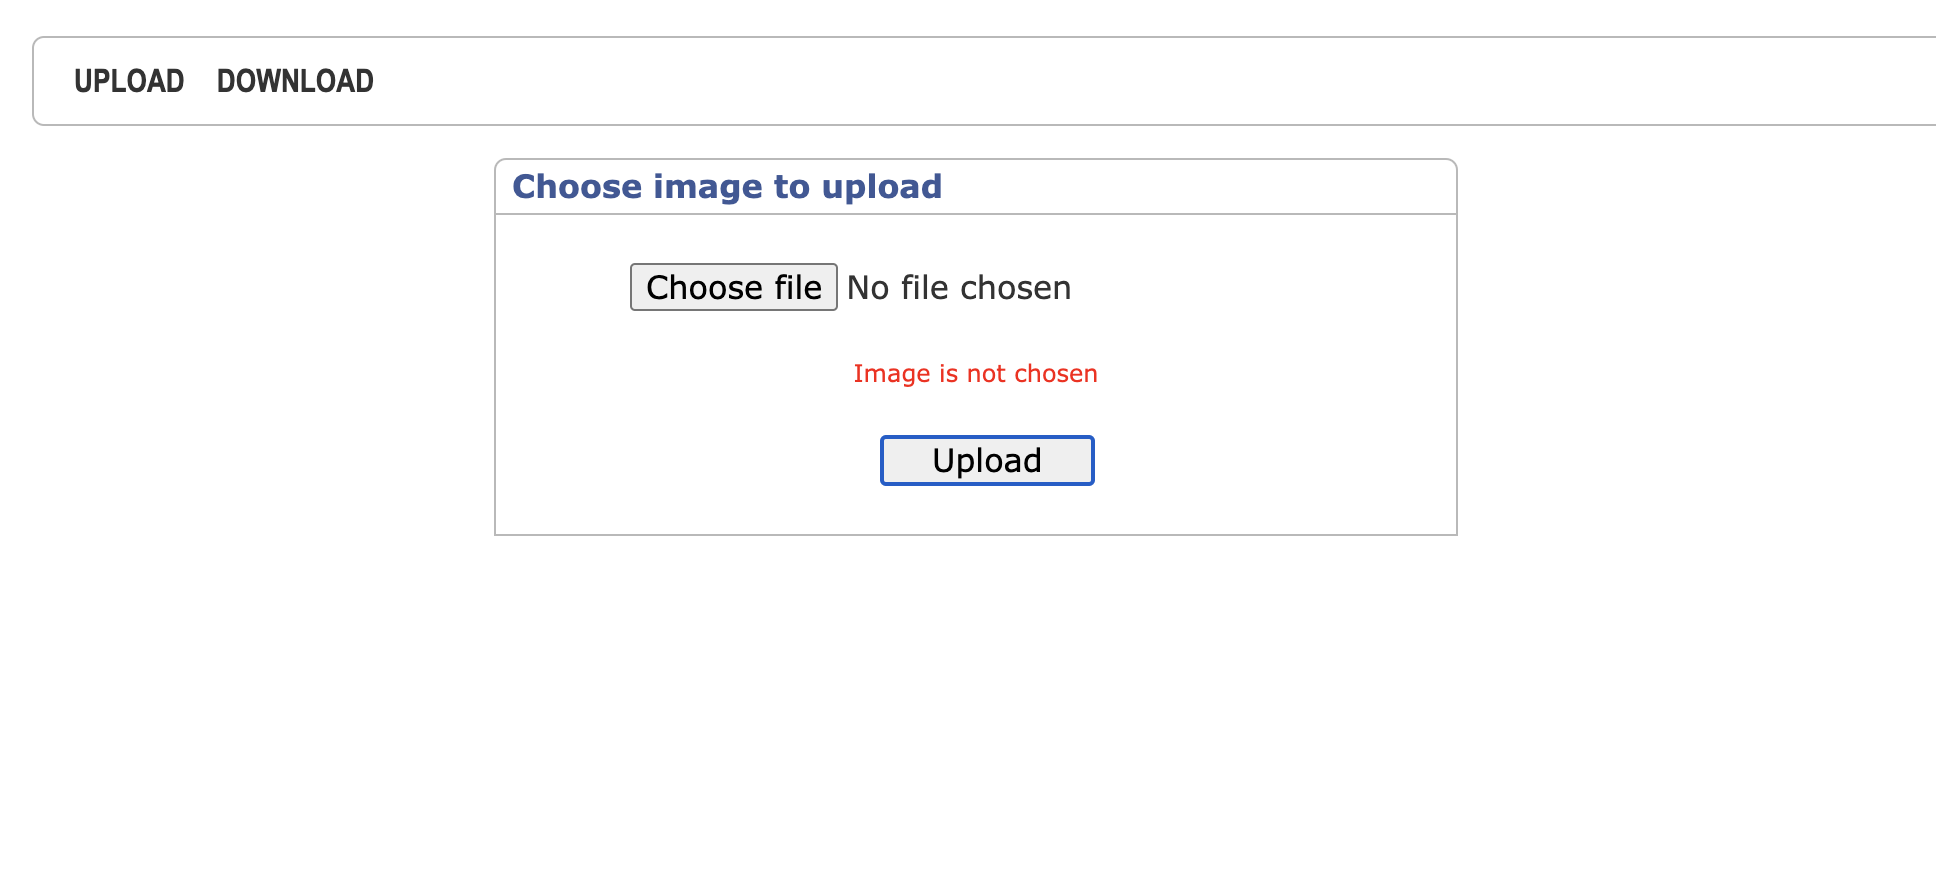 UPLOAD DOWNLOAD
Choose image to upload
Choose file No file chosen
Image is not chosen
Upload